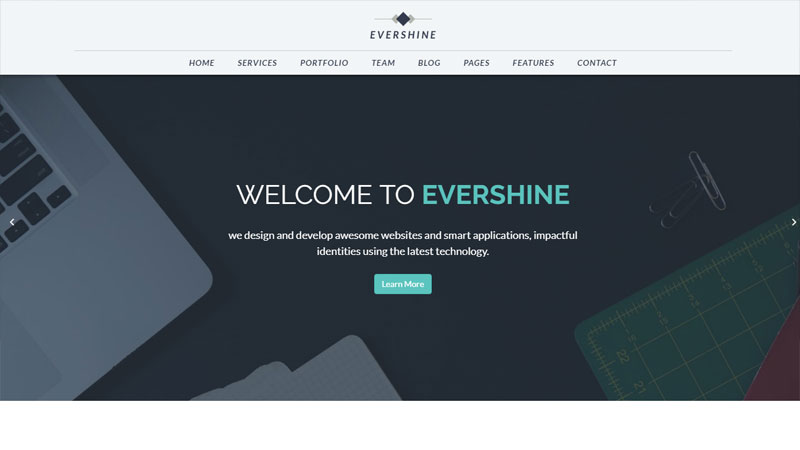 EVERSHINE
HOME SERVICES PORTFOLIO TEAM BLOG PAGES FEATURES CONTACT
WELCOME TO EVERSHINE
we design and develop awesome websites and smart applications, impactful
identities using the latest technology.
Learn More